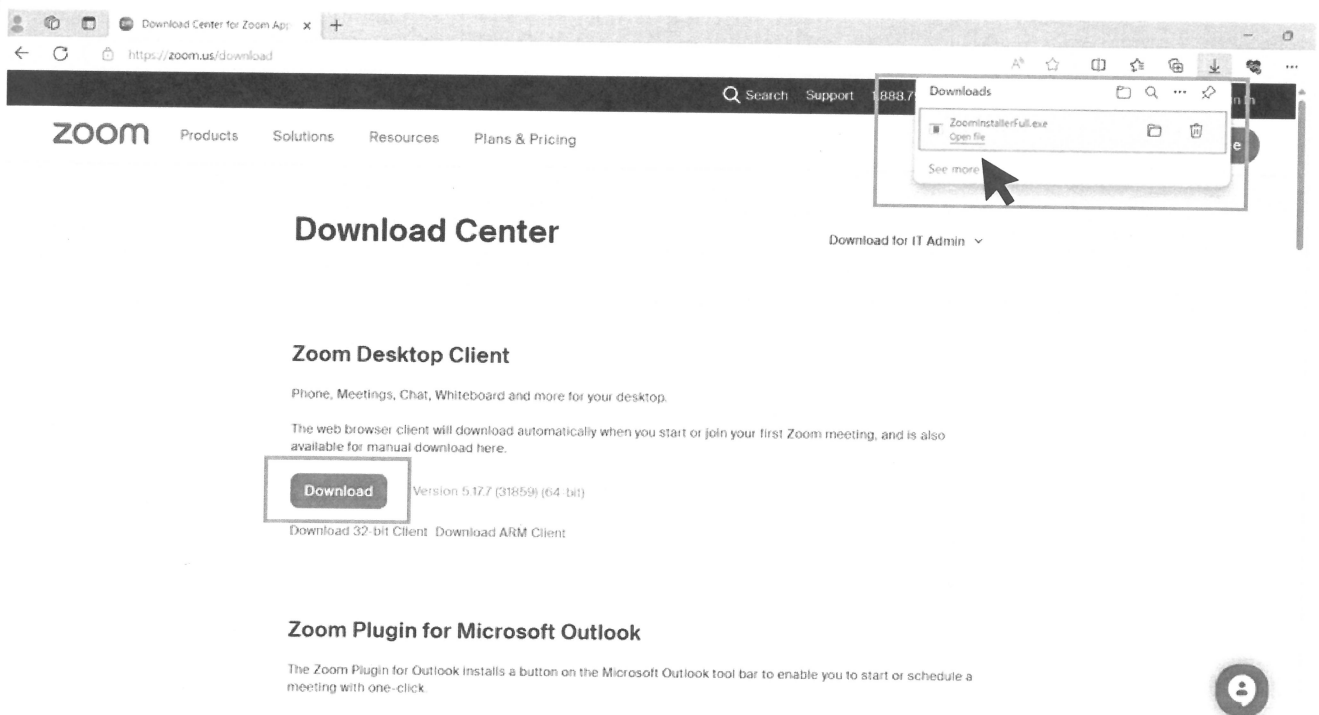 Download Center for Zoom Ap
https://zoom.us/download
Search Support 1.888.79
Downloads
ZoomInstallerFull.exe
Open file
See more
zoom Products Solutions Resources Plans & Pricing
Download Center
Download for IT Admin
Zoom Desktop Client
Phone, Meetings, Chat, Whiteboard and more for your desktop.
The web browser client will download automatically when you start or join your first Zoom meeting, and is also
available for manual download here.
Download Version 5.17.7 (31859) (64-bit)
Download 32-bit Client Download ARM Client
Zoom Plugin for Microsoft Outlook
The Zoom Plugin for Outlook installs a button on the Microsoft Outlook tool bar to enable you to start or schedule a
meeting with one-click.